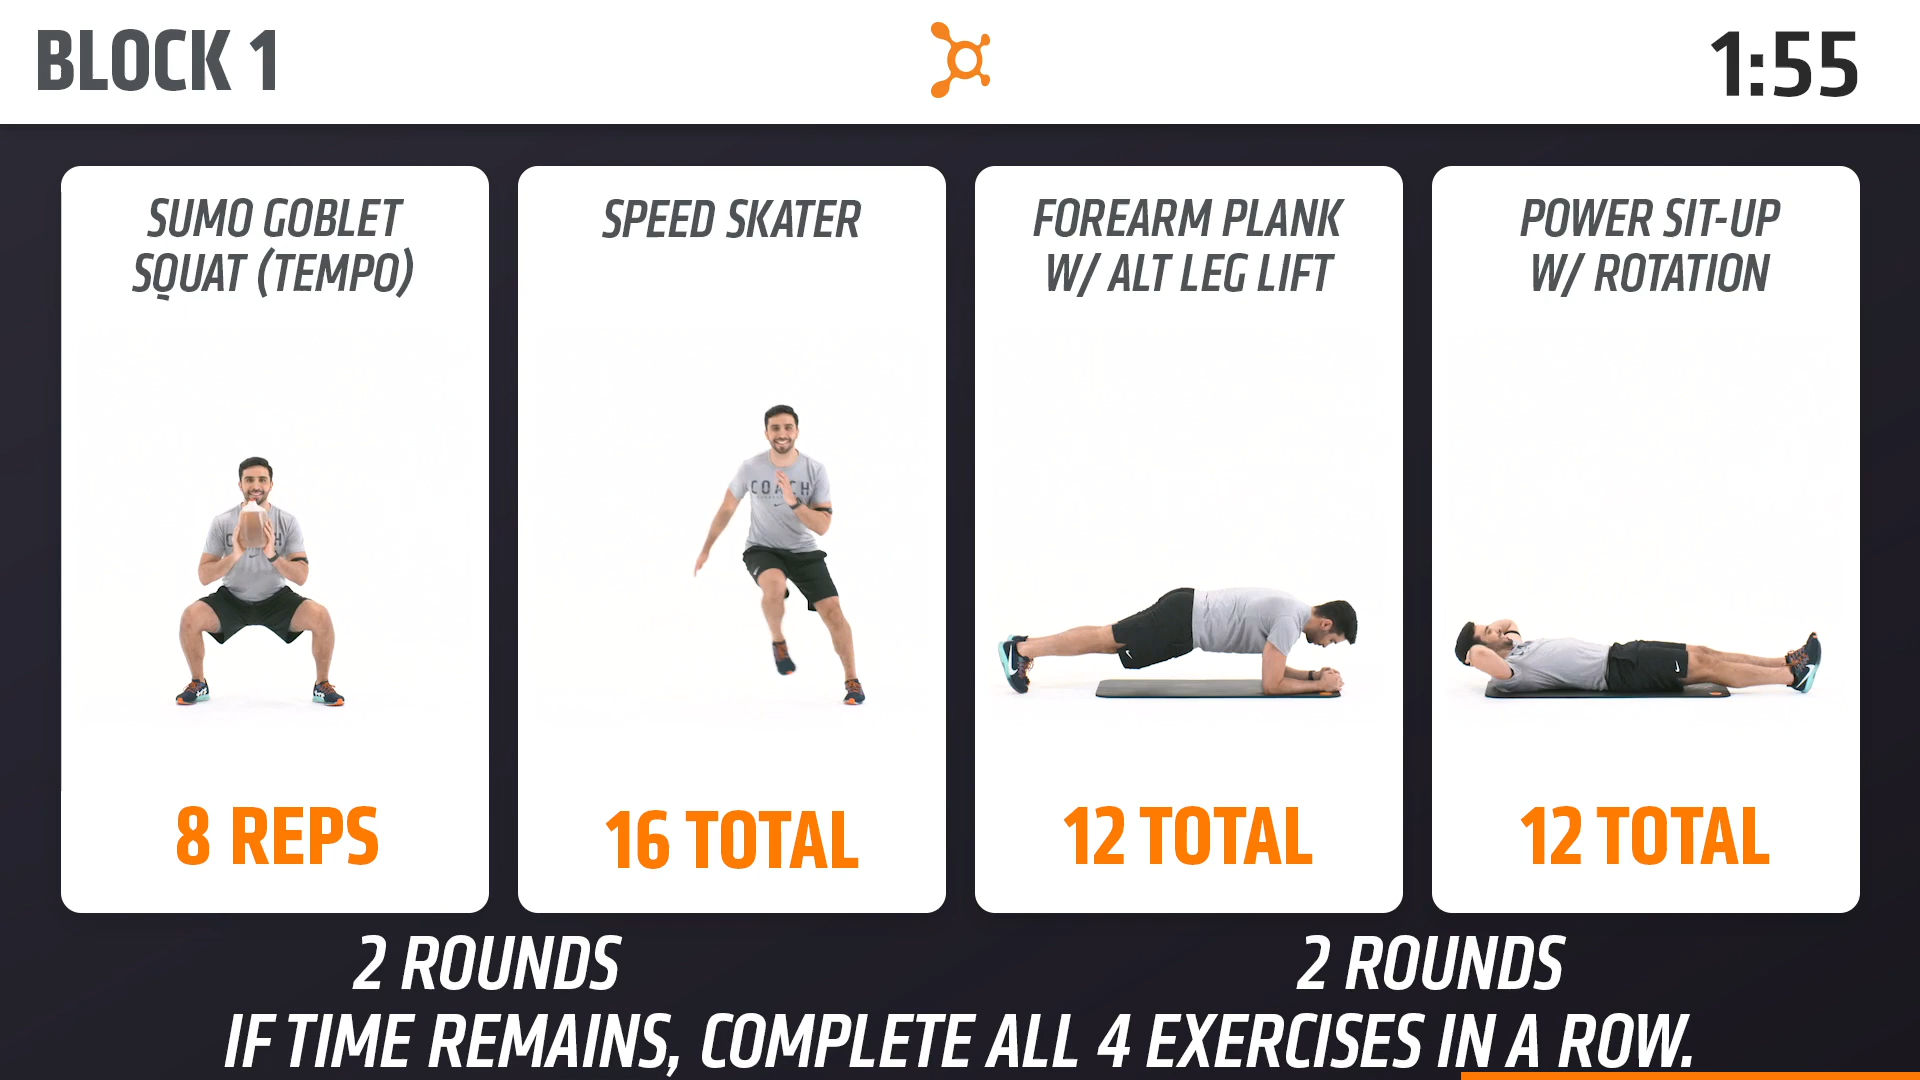 BLOCK 1
1:55
SUMO GOBLET
SQUAT (TEMPO)
8 REPS
SPEED SKATER
COACH
16 TOTAL
FOREARM PLANK
W/ ALT LEG LIFT
12 TOTAL
POWER SIT-UP
W/ ROTATION
12 TOTAL
2 ROUNDS
2 ROUNDS
IF TIME REMAINS, COMPLETE ALL 4 EXERCISES IN A ROW.